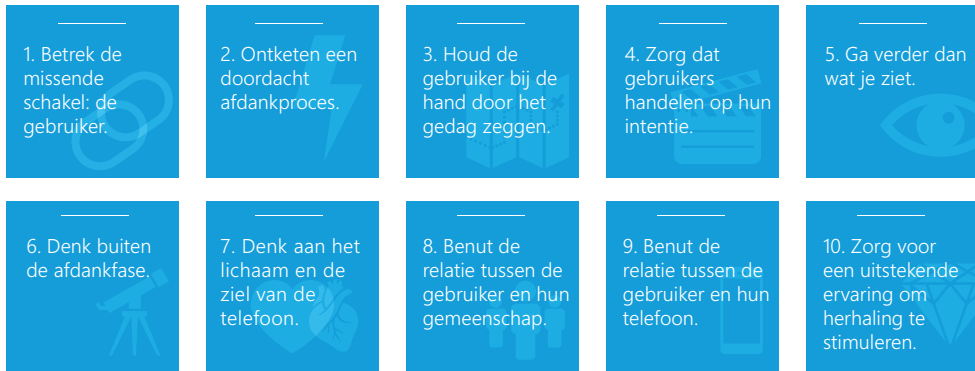 1. Betrek de
missende
schakel: de
gebruiker.
2. Ontketen een
doordacht
afdankproces.
3. Houd de
gebruiker bij de
hand door het
gedag zeggen.
4. Zorg dat
gebruikers
handelen op hun
intentie.
5. Ga verder dan
wat je ziet.
6. Denk buiten
de afdankfase.
7. Denk aan het
lichaam en de
ziel van de
telefoon.
8. Benut de
relatie tussen de
gebruiker en hun
gemeenschap.
9. Benut de
relatie tussen de
gebruiker en hun
telefoon.
10. Zorg voor
een uitstekende
ervaring om
herhaling te
stimuleren.